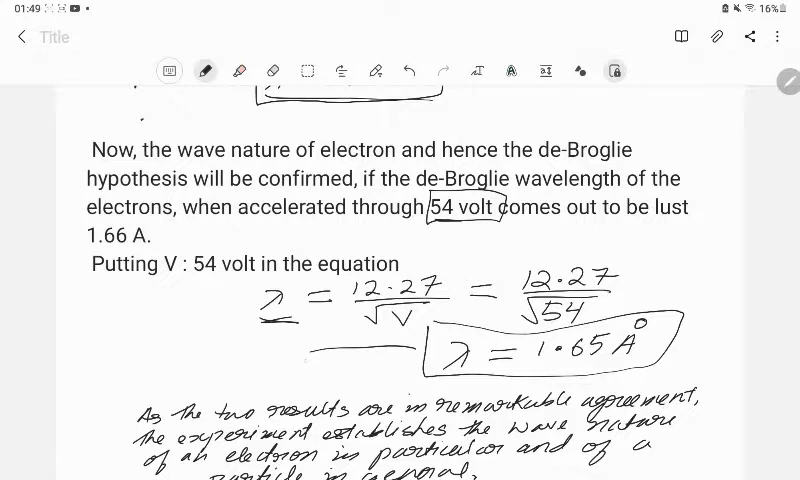 01:49
16%
Title
Now, the wave nature of electron and hence the de-Broglie
hypothesis will be confirmed, if the de-Broglie wavelength of the
electrons, when accelerated through 54 volt comes out to be lust
1.66 A.
Putting V : 54 volt in the equation
λ = 12.27/√V = 12.27/√54
λ = 1.65 A°
As the two results are in remarkable agreement,
the experiment establishes the wave nature
of an electron in particular and of a
particle in general.